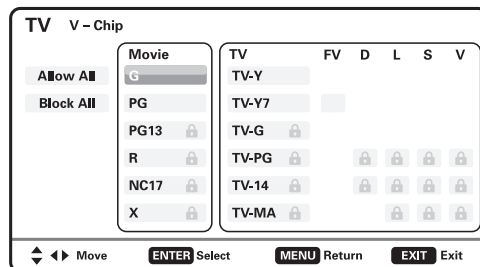 TV V - Chip
Movie TV FV D L S V
Allow All G TV-Y
Block All PG TV-Y7
PG13 TV-G
R TV-PG
NC17 TV-14
X TV-MA
Move ENTER Select MENU Return EXIT Exit